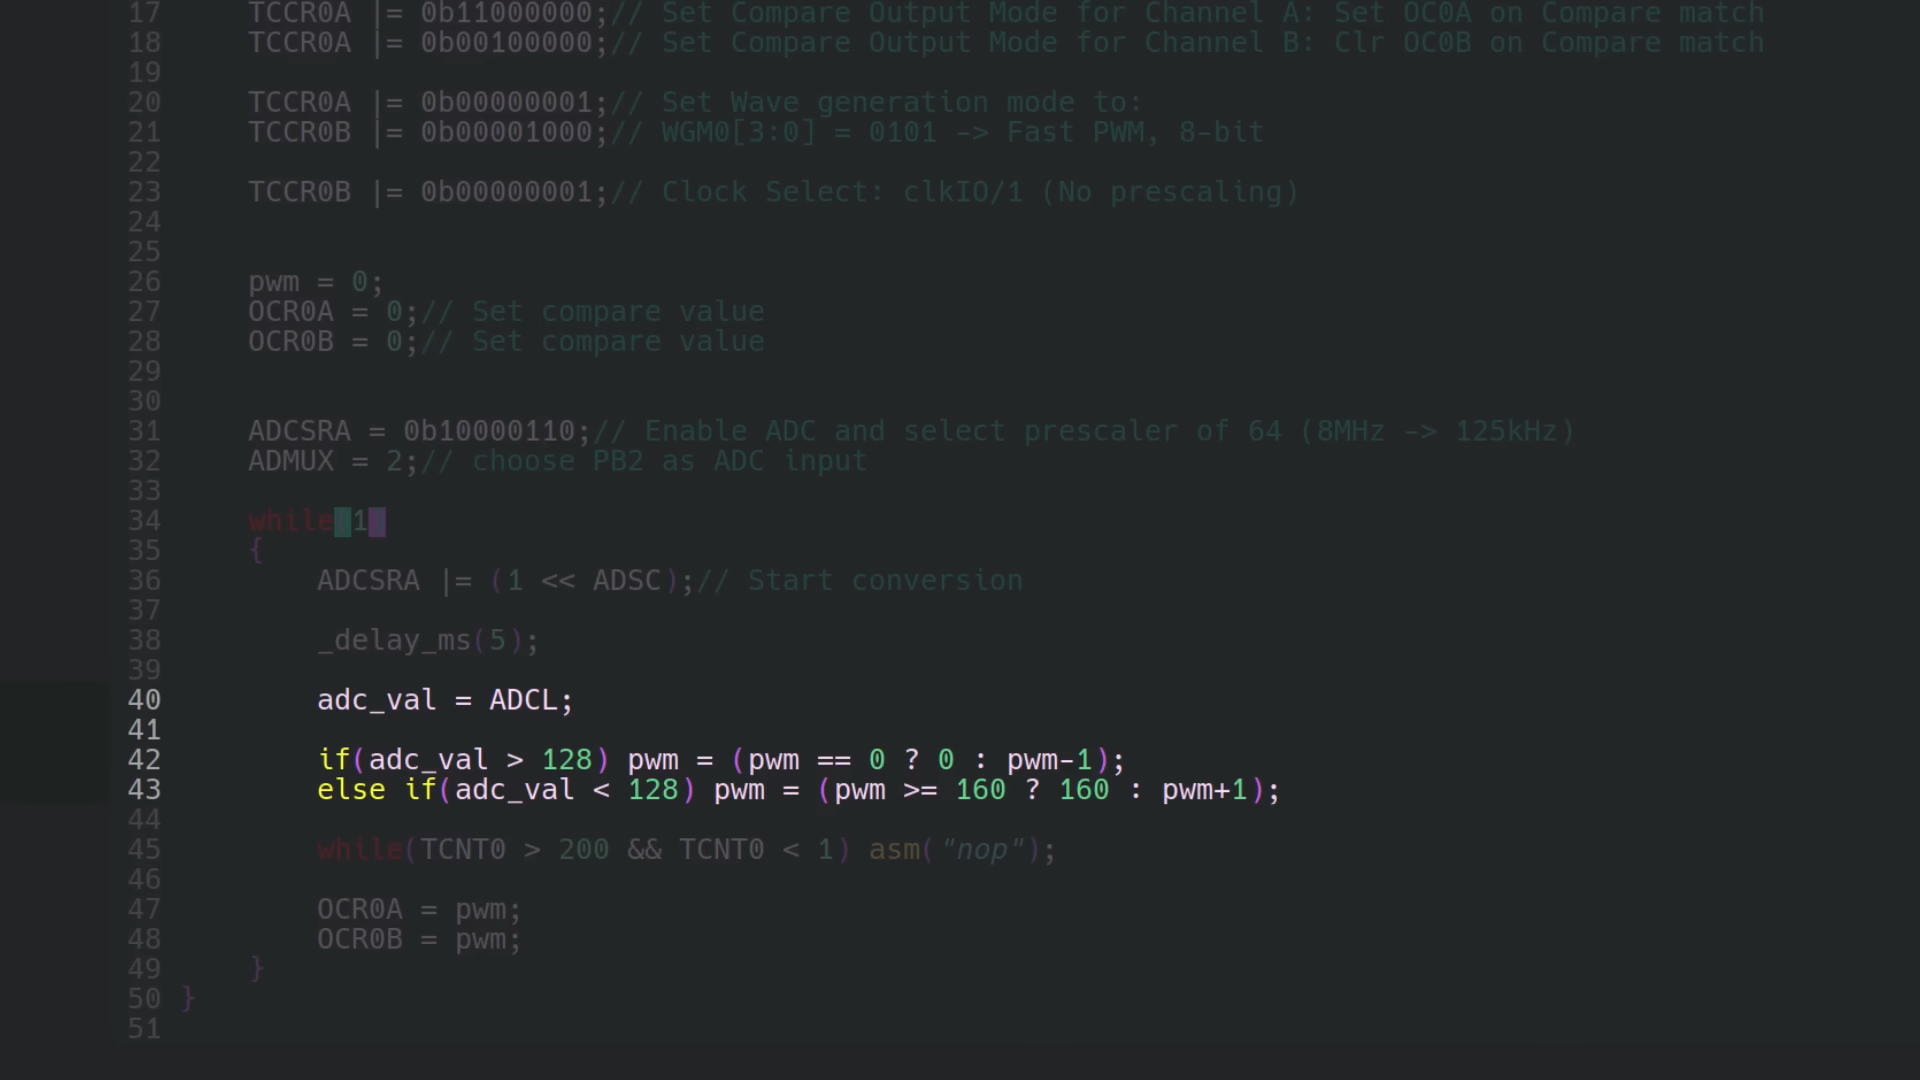 17 TCCR0A |= 0b11000000;// Set Compare Output Mode for Channel A: Set OC0A on Compare match
18 TCCR0A |= 0b00100000;// Set Compare Output Mode for Channel B: Clr OC0B on Compare match
19
20 TCCR0A |= 0b00000001;// Set Wave generation mode to:
21 TCCR0B |= 0b00001000;// WGM0[3:0] = 0101 -> Fast PWM, 8-bit
22
23 TCCR0B |= 0b00000001;// Clock Select: clkIO/1 (No prescaling)
24
25
26 pwm = 0;
27 OCR0A = 0;// Set compare value
28 OCR0B = 0;// Set compare value
29
30
31 ADCSRA = 0b10000110;// Enable ADC and select prescaler of 64 (8MHz -> 125kHz)
32 ADMUX = 2;// choose PB2 as ADC input
33
34 while(1)
35 {
36 ADCSRA |= (1 << ADSC);// Start conversion
37
38 _delay_ms(5);
39
40 adc_val = ADCL;
41
42 if(adc_val > 128) pwm = (pwm == 0 ? 0 : pwm-1);
43 else if(adc_val < 128) pwm = (pwm >= 160 ? 160 : pwm+1);
44
45 while(TCNT0 > 200 && TCNT0 < 1) asm("nop");
46
47 OCR0A = pwm;
48 OCR0B = pwm;
49 }
50 }
51